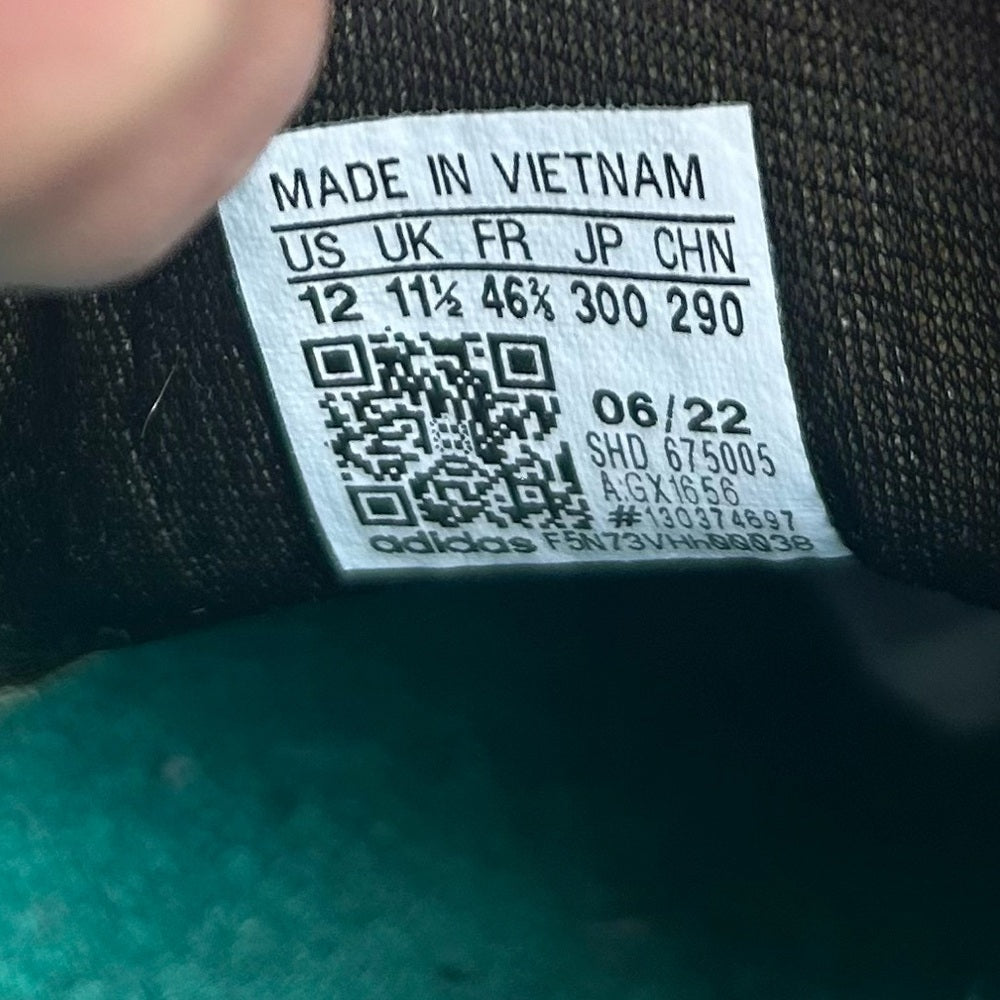 MADE IN VIETNAM
US UK FR JP CHN
12 11½ 46⅔ 300 290
06/22
SHD 675005
A:GX1656
#130374697
adidas F5N73VHh00038